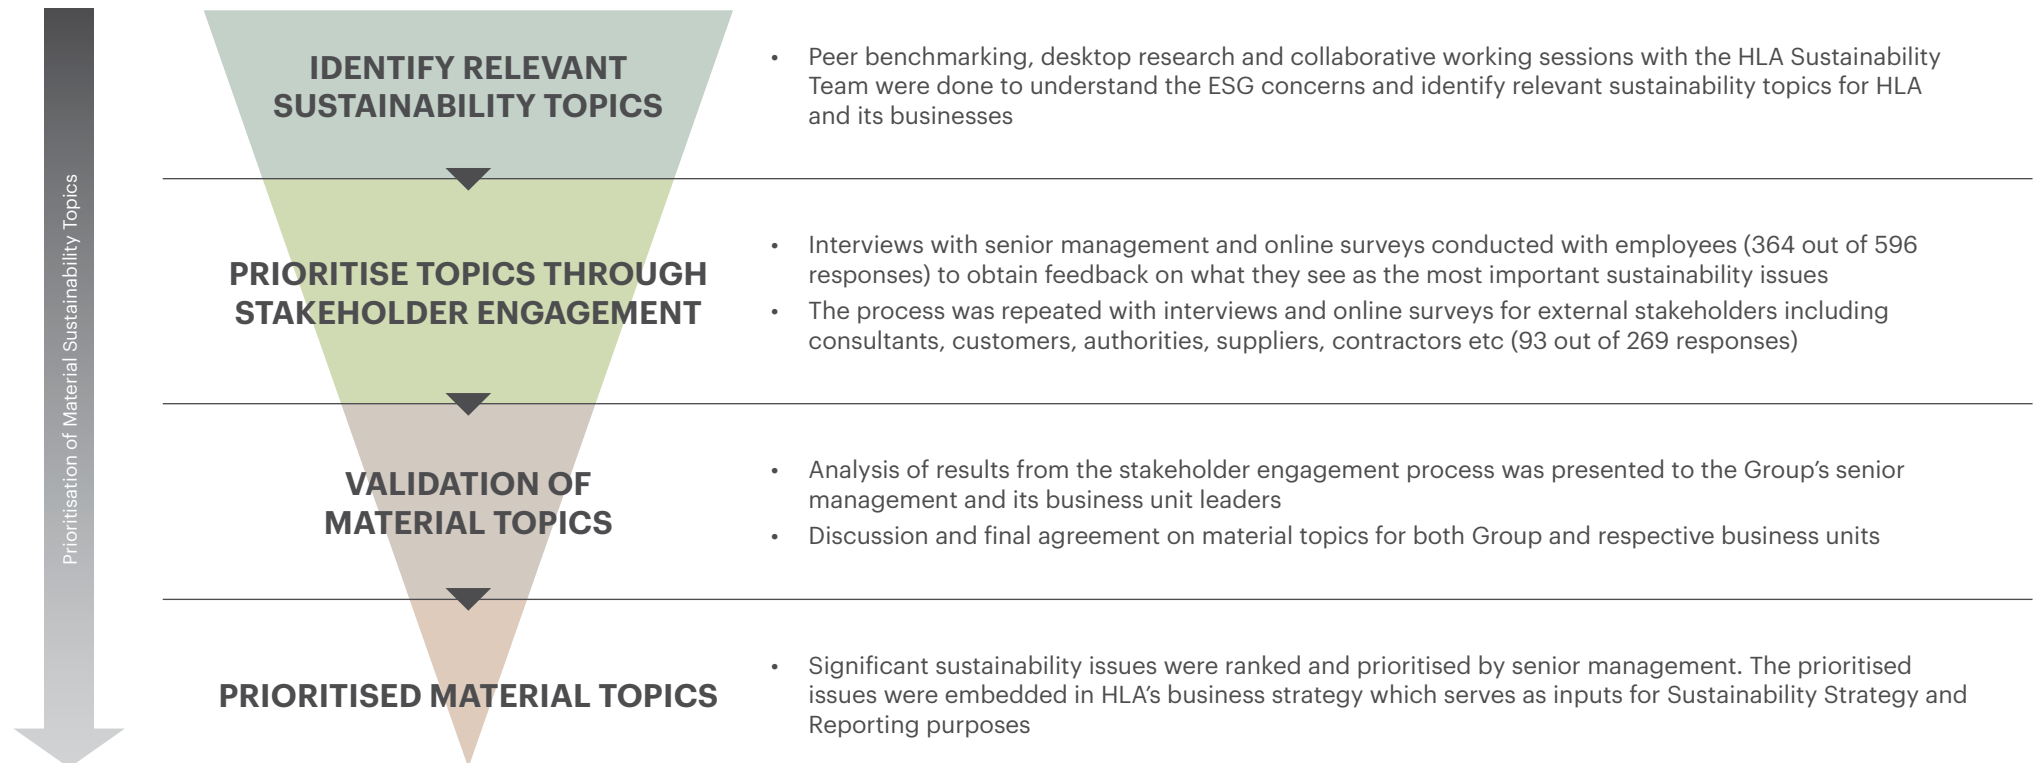 Prioritisation of Material Sustainability Topics
IDENTIFY RELEVANT
SUSTAINABILITY TOPICS
• Peer benchmarking, desktop research and collaborative working sessions with the HLA Sustainability
Team were done to understand the ESG concerns and identify relevant sustainability topics for HLA
and its businesses
PRIORITISE TOPICS THROUGH
STAKEHOLDER ENGAGEMENT
• Interviews with senior management and online surveys conducted with employees (364 out of 596
responses) to obtain feedback on what they see as the most important sustainability issues
• The process was repeated with interviews and online surveys for external stakeholders including
consultants, customers, authorities, suppliers, contractors etc (93 out of 269 responses)
VALIDATION OF
MATERIAL TOPICS
• Analysis of results from the stakeholder engagement process was presented to the Group’s senior
management and its business unit leaders
• Discussion and final agreement on material topics for both Group and respective business units
PRIORITISED MATERIAL TOPICS
• Significant sustainability issues were ranked and prioritised by senior management. The prioritised
issues were embedded in HLA’s business strategy which serves as inputs for Sustainability Strategy and
Reporting purposes